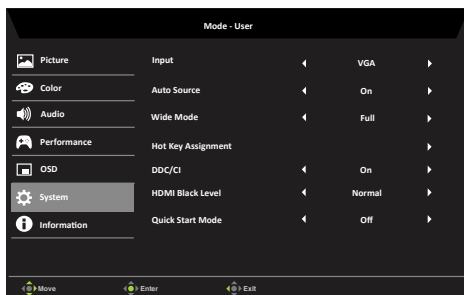 Mode - User
Picture
Color
Audio
Performance
OSD
System
Information
Input VGA
Auto Source On
Wide Mode Full
Hot Key Assignment
DDC/CI On
HDMI Black Level Normal
Quick Start Mode Off
Move Enter Exit